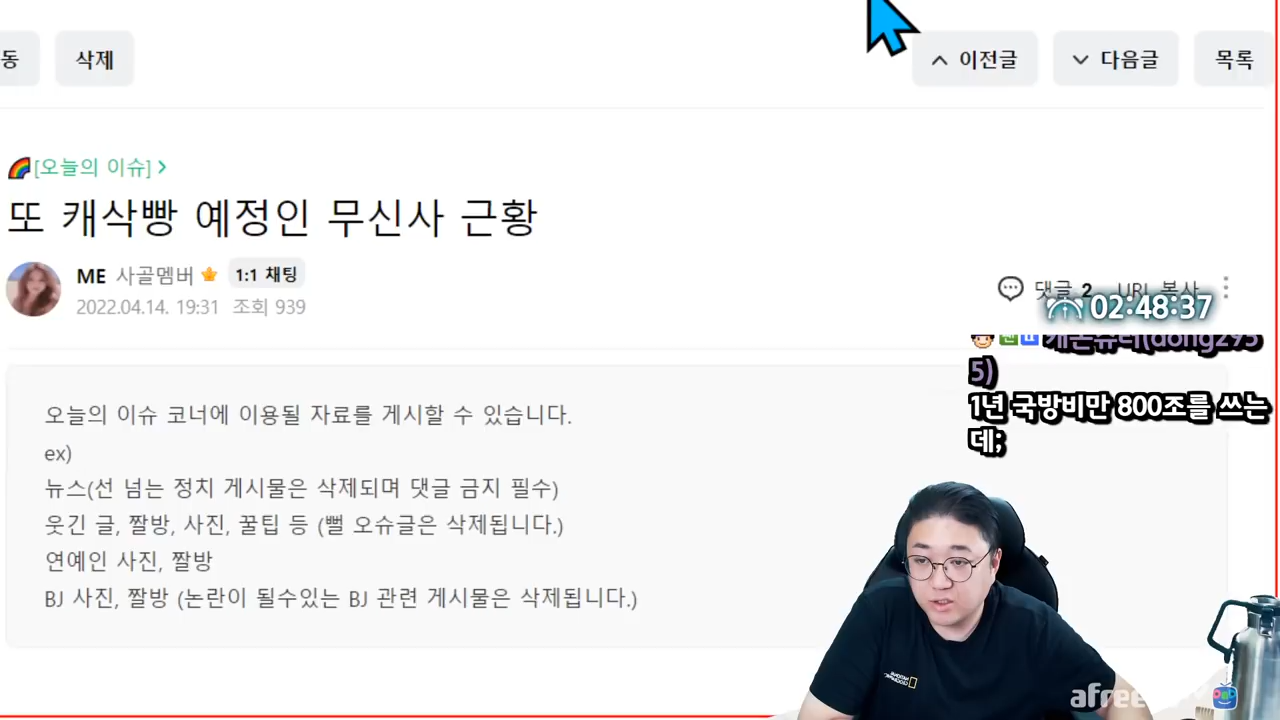 동
삭제
이전글
다음글
목록
[오늘의 이슈]
또 캐삭빵 예정인 무신사 근황
ME 사골멤버 1:1 채팅
2022.04.14. 19:31 조회 939
댓글 2 URL 복사
02:48:37
5)
1년 국방비만 800조를 쓰는
데;
오늘의 이슈 코너에 이용될 자료를 게시할 수 있습니다.
ex)
뉴스(선 넘는 정치 게시물은 삭제되며 댓글 금지 필수)
웃긴 글, 짤방, 사진, 꿀팁 등 (뻘 오슈글은 삭제됩니다.)
연예인 사진, 짤방
BJ 사진, 짤방 (논란이 될수있는 BJ 관련 게시물은 삭제됩니다.)